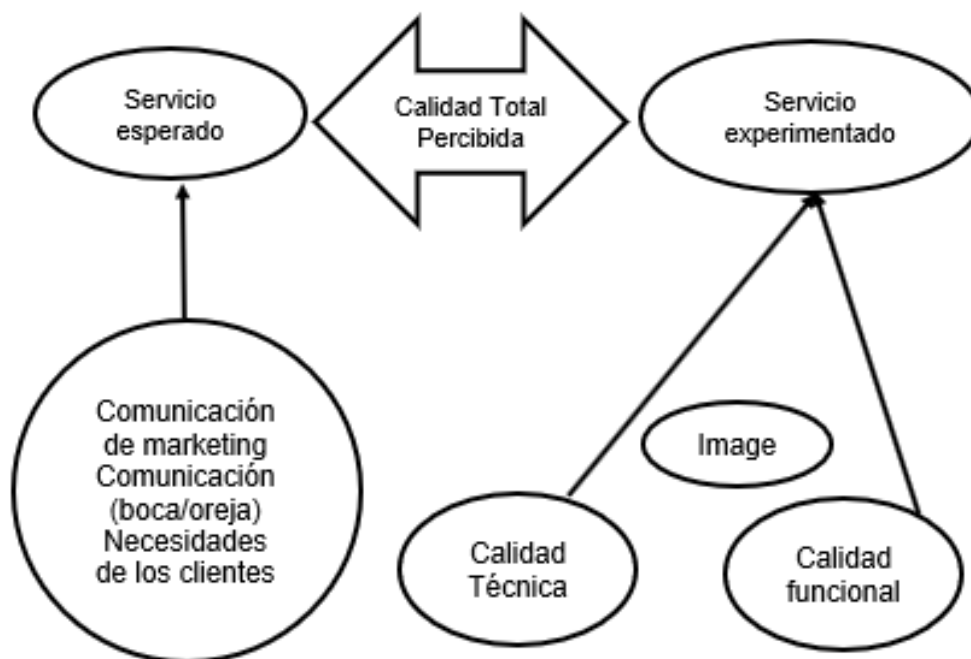 Servicio
esperado
Calidad Total
Percibida
Servicio
experimentado
Comunicación
de marketing
Comunicación
(boca/oreja)
Necesidades
de los clientes
Image
Calidad
Técnica
Calidad
funcional